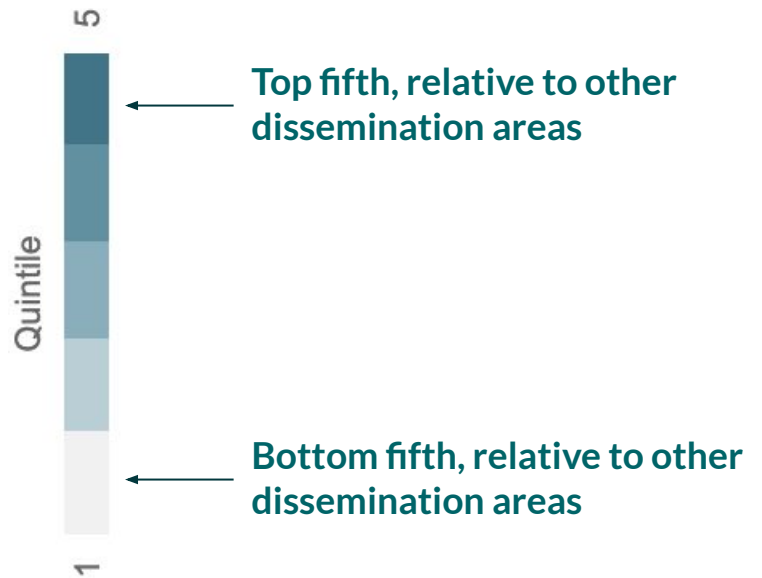 5
Top fifth, relative to other
dissemination areas
Quintile
Bottom fifth, relative to other
dissemination areas
1